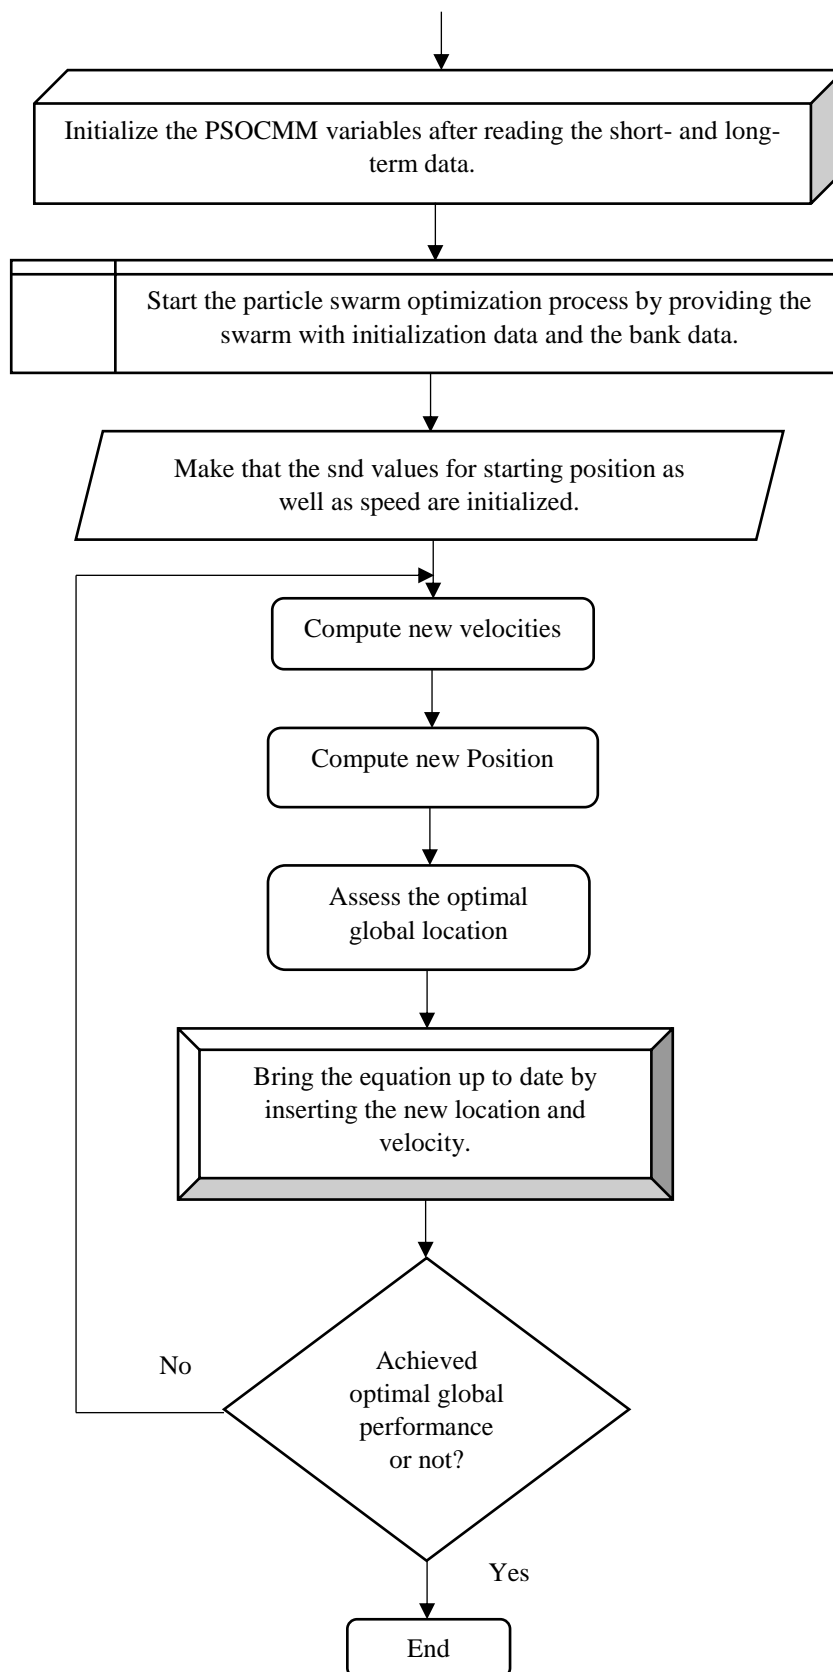 Initialize the PSOCMM variables after reading the short- and long-
term data.
Start the particle swarm optimization process by providing the
swarm with initialization data and the bank data.
Make that the snd values for starting position as
well as speed are initialized.
Compute new velocities
Compute new Position
Assess the optimal
global location
Bring the equation up to date by
inserting the new location and
velocity.
No
Achieved
optimal global
performance
or not?
Yes
End